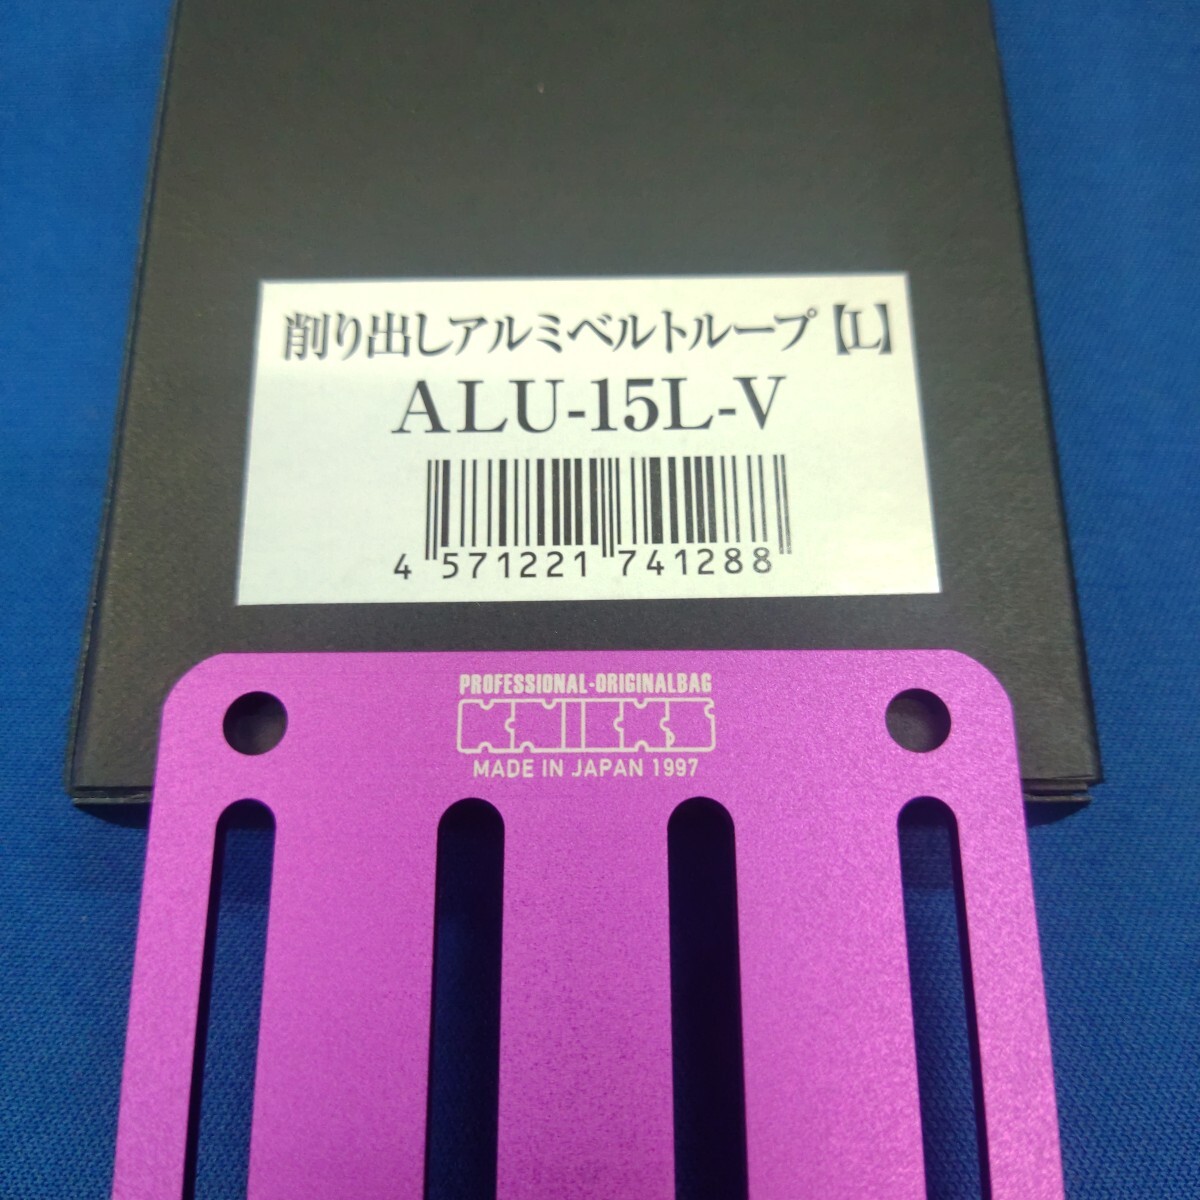 削り出しアルミベルトループ【L】
ALU-15L-V
4 571221 741288
PROFESSIONAL-ORIGINALBAG
KNICKS
MADE IN JAPAN 1997